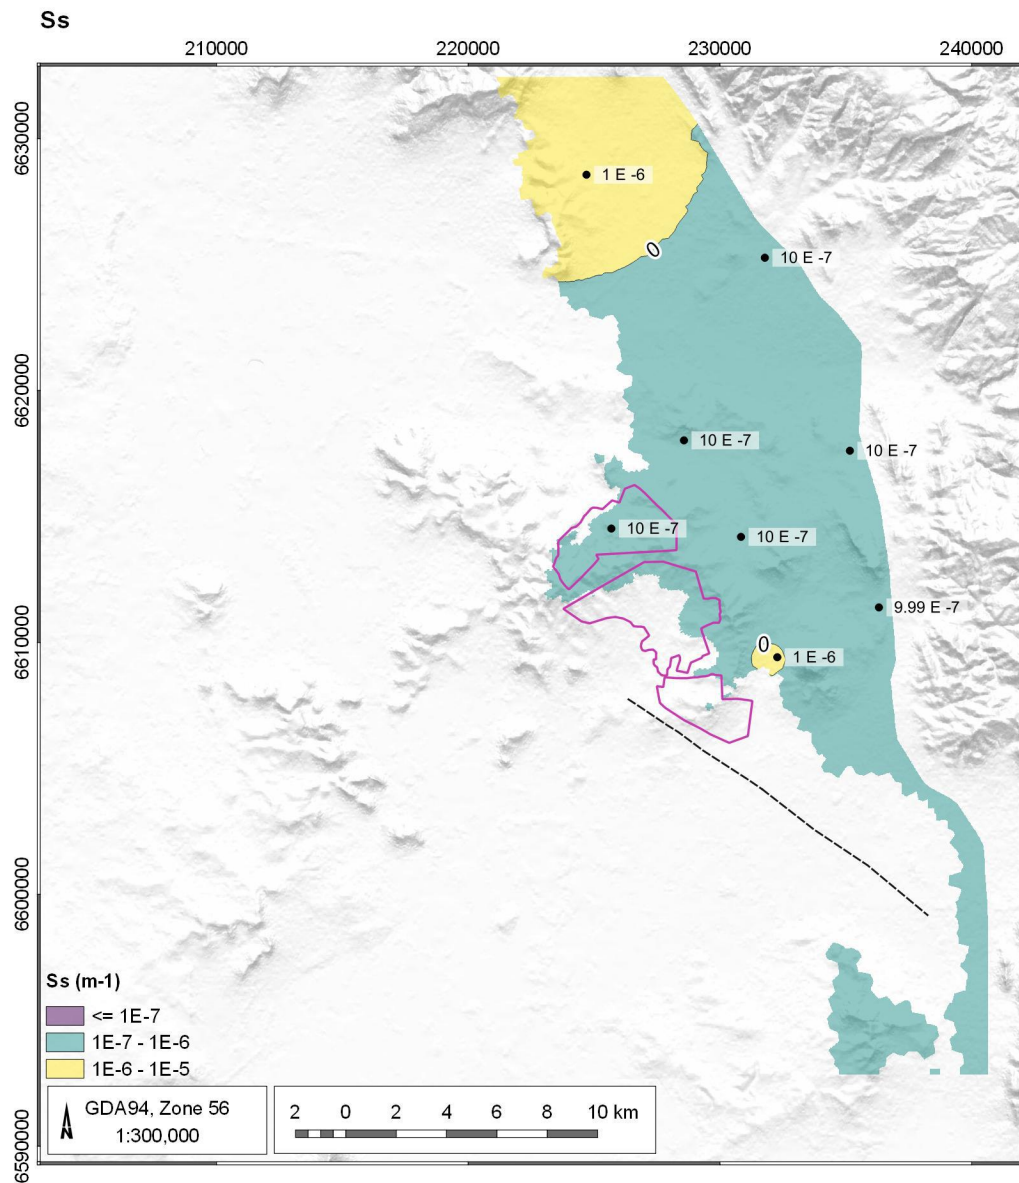 Ss
210000 220000 230000 240000
6630000
1 E -6
0
10 E -7
6620000
10 E -7
10 E -7
10 E -7
10 E -7
9.99 E -7
6610000
0
1 E -6
6600000
Ss (m-1)
<= 1E-7
1E-7 - 1E-6
1E-6 - 1E-5
GDA94, Zone 56
1:300,000
N
2 0 2 4 6 8 10 km
6590000